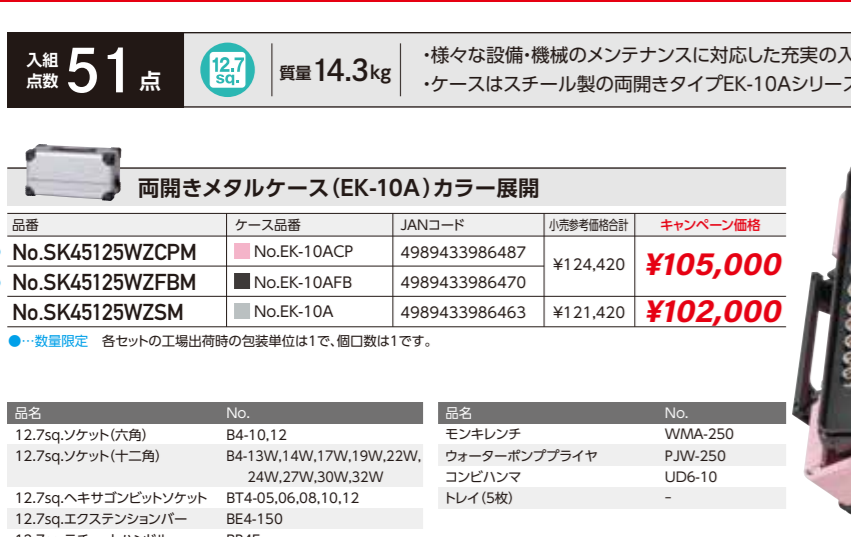 入組点数 51点 12.7sq. 質量14.3kg
・様々な設備・機械のメンテナンスに対応した充実の入
・ケースはスチール製の両開きタイプEK-10Aシリーズ
両開きメタルケース（EK-10A）カラー展開
品番 ケース品番 JANコード 小売参考価格合計 キャンペーン価格
No.SK45125WZCPM No.EK-10ACP 4989433986487 ¥124,420 ¥105,000
No.SK45125WZFBM No.EK-10AFB 4989433986470
No.SK45125WZSM No.EK-10A 4989433986463 ¥121,420 ¥102,000
●…数量限定 各セットの工場出荷時の包装単位は1で、個口数は1です。
品名 No.
12.7sq.ソケット（六角） B4-10,12
12.7sq.ソケット（十二角） B4-13W,14W,17W,19W,22W,
24W,27W,30W,32W
12.7sq.ヘキサゴンビットソケット BT4-05,06,08,10,12
12.7sq.エクステンションバー BE4-150
品名 No.
モンキレンチ WMA-250
ウォーターポンププライヤ PJW-250
コンビハンマ UD6-10
トレイ（5枚） –